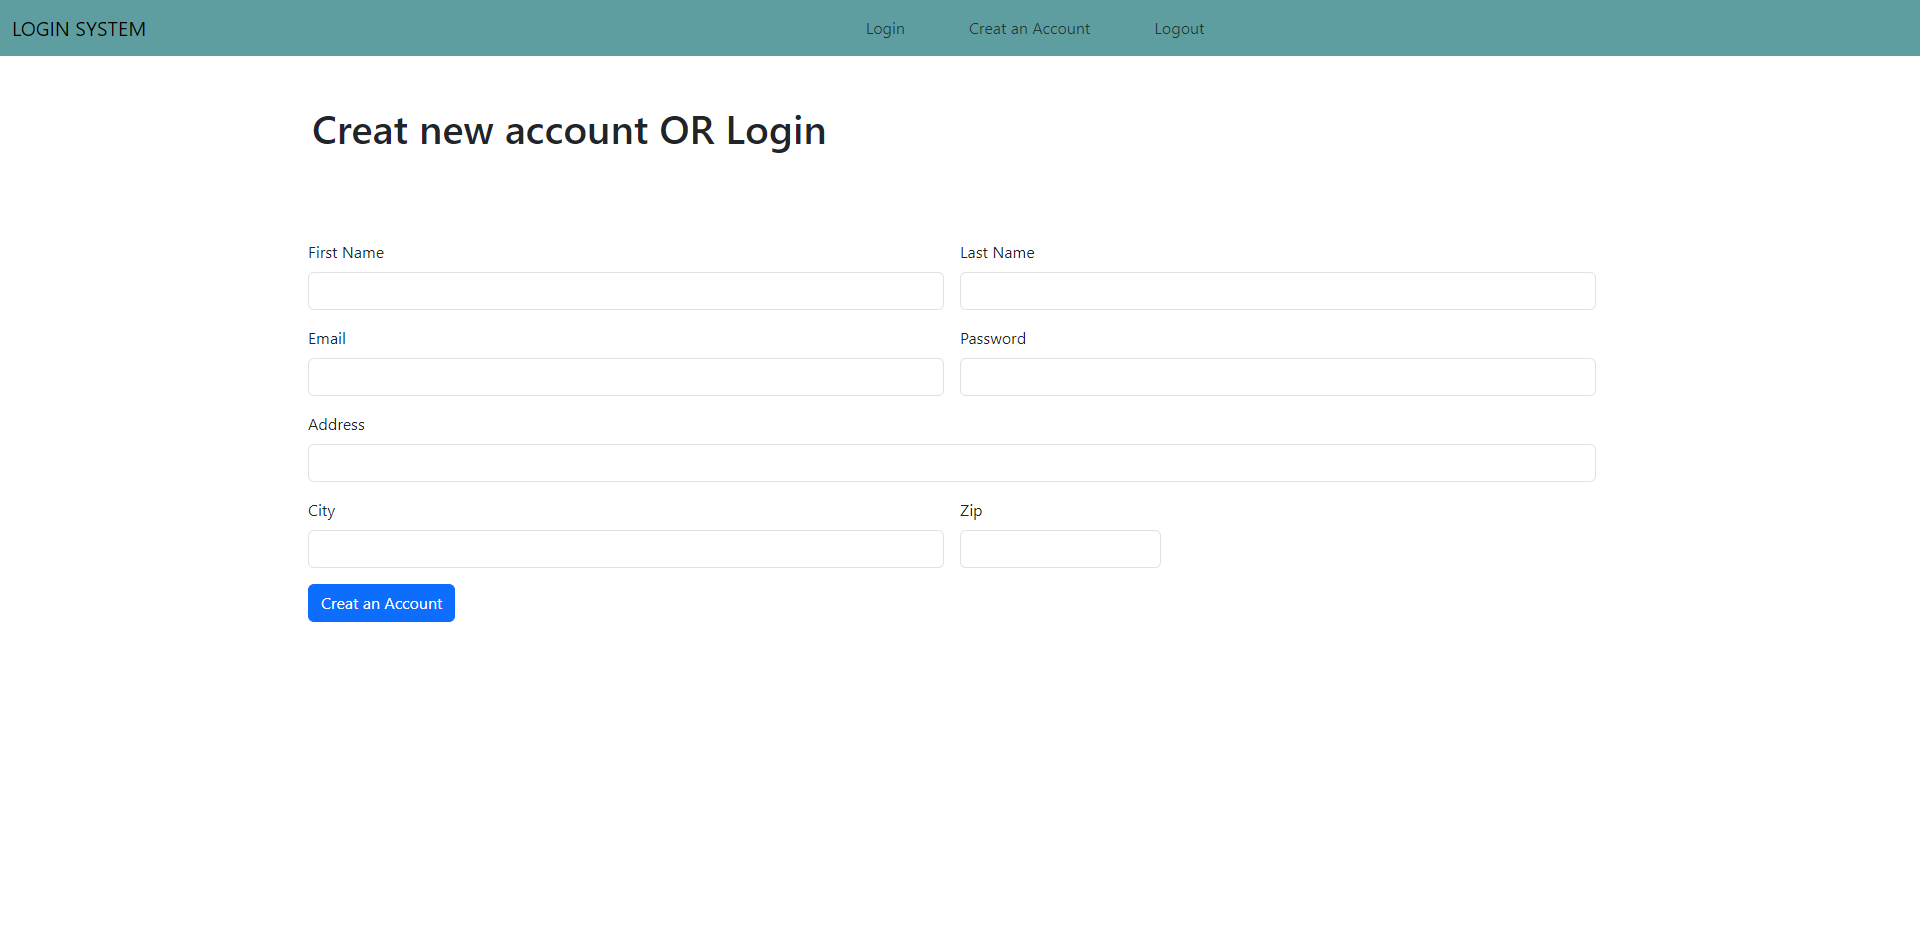 LOGIN SYSTEM Login Creat an Account Logout
Creat new account OR Login
First Name Last Name
Email Password
Address
City Zip
Creat an Account